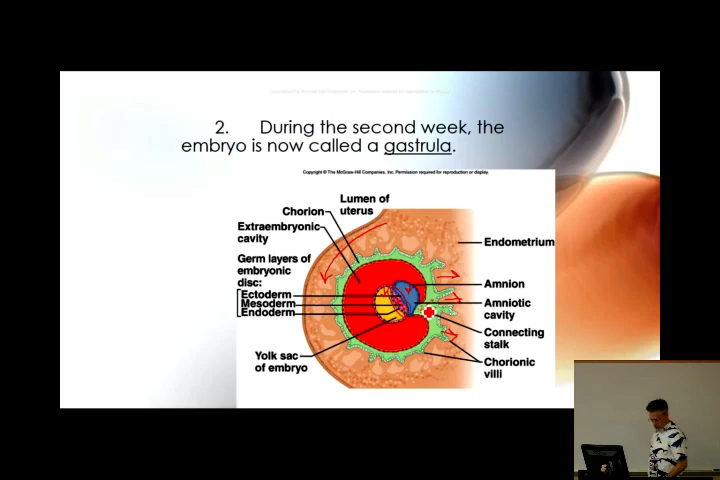 2. During the second week, the
embryo is now called a gastrula.
Copyright © The McGraw-Hill Companies, Inc. Permission required for reproduction or display.
Lumen of
uterus
Chorion
Extraembryonic
cavity
Germ layers of
embryonic
disc:
Ectoderm
Mesoderm
Endoderm
Yolk sac
of embryo
Endometrium
Amnion
Amniotic
cavity
Connecting
stalk
Chorionic
villi